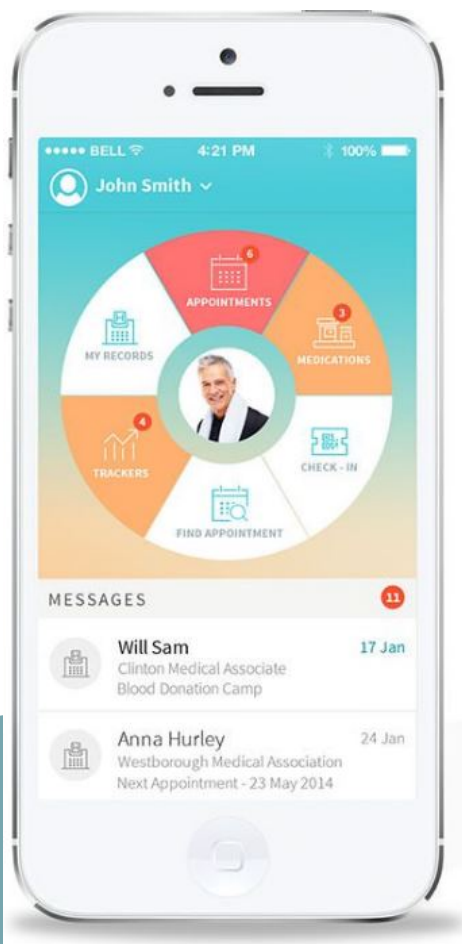 BELL 4:21 PM 100%
John Smith
6
APPOINTMENTS
3
MEDICATIONS
MY RECORDS
4
TRACKERS
CHECK - IN
FIND APPOINTMENT
MESSAGES 11
Will Sam 17 Jan
Clinton Medical Associate
Blood Donation Camp
Anna Hurley 24 Jan
Westborough Medical Association
Next Appointment - 23 May 2014